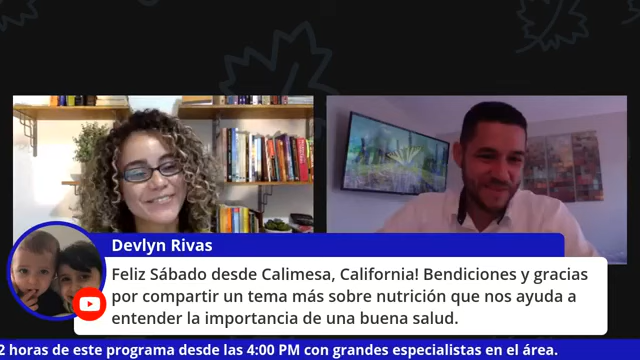 Devlyn Rivas
Feliz Sábado desde Calimesa, California! Bendiciones y gracias
por compartir un tema más sobre nutrición que nos ayuda a
entender la importancia de una buena salud.
2 horas de este programa desde las 4:00 PM con grandes especialistas en el área.